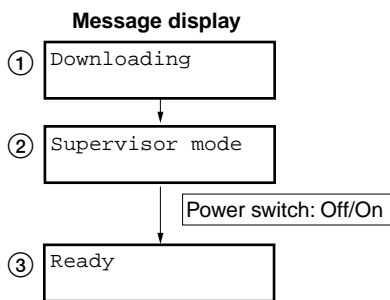 Message display
① Downloading
② Supervisor mode
Power switch: Off/On
③ Ready